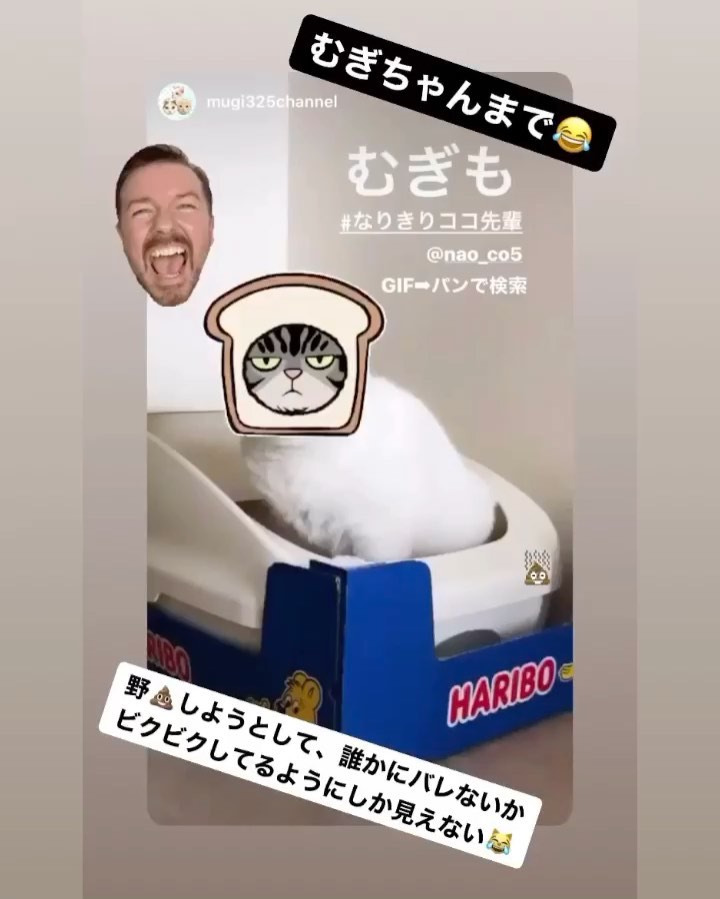 むぎちゃんまで😂
mugi325channel
むぎも
#なりきりココ先輩
@nao_co5
GIF➡パンで検索
RIBO
HARIBO
野💩しようとして、誰かにバレないか
ビクビクしてるようにしか見えない😹